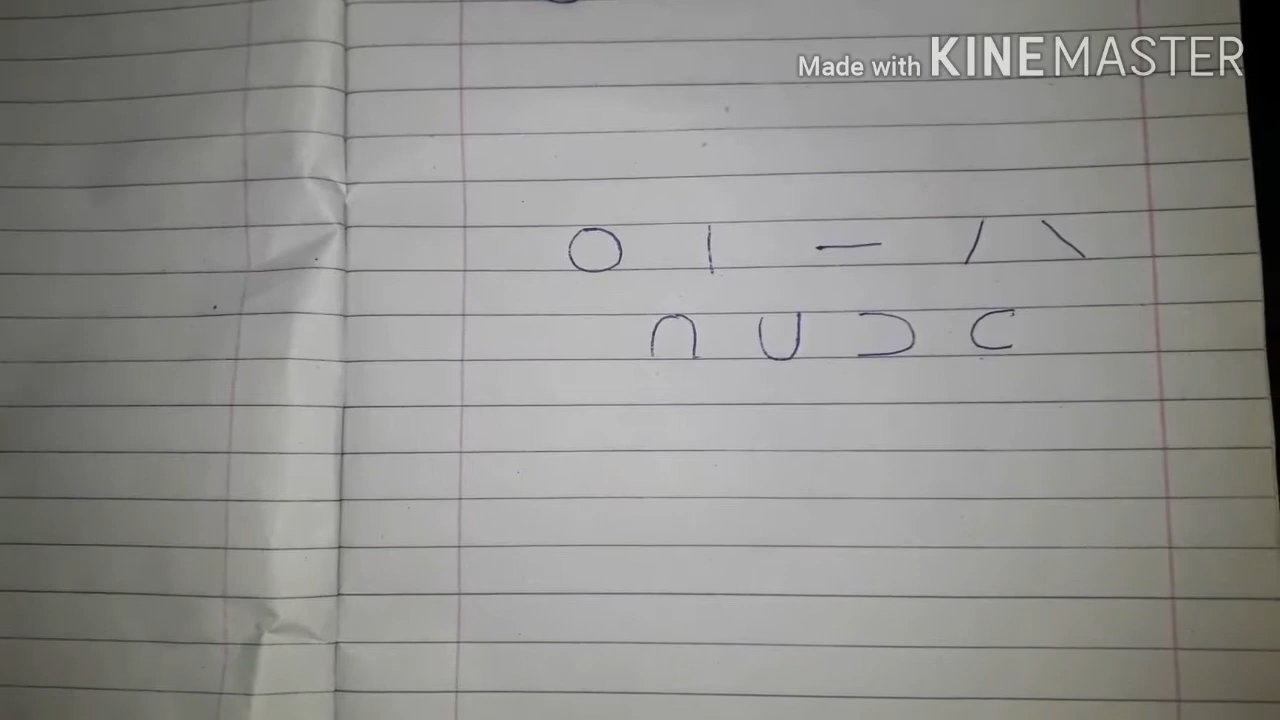 Made with KINEMASTER
O | — / \
∩ U ⊃ C